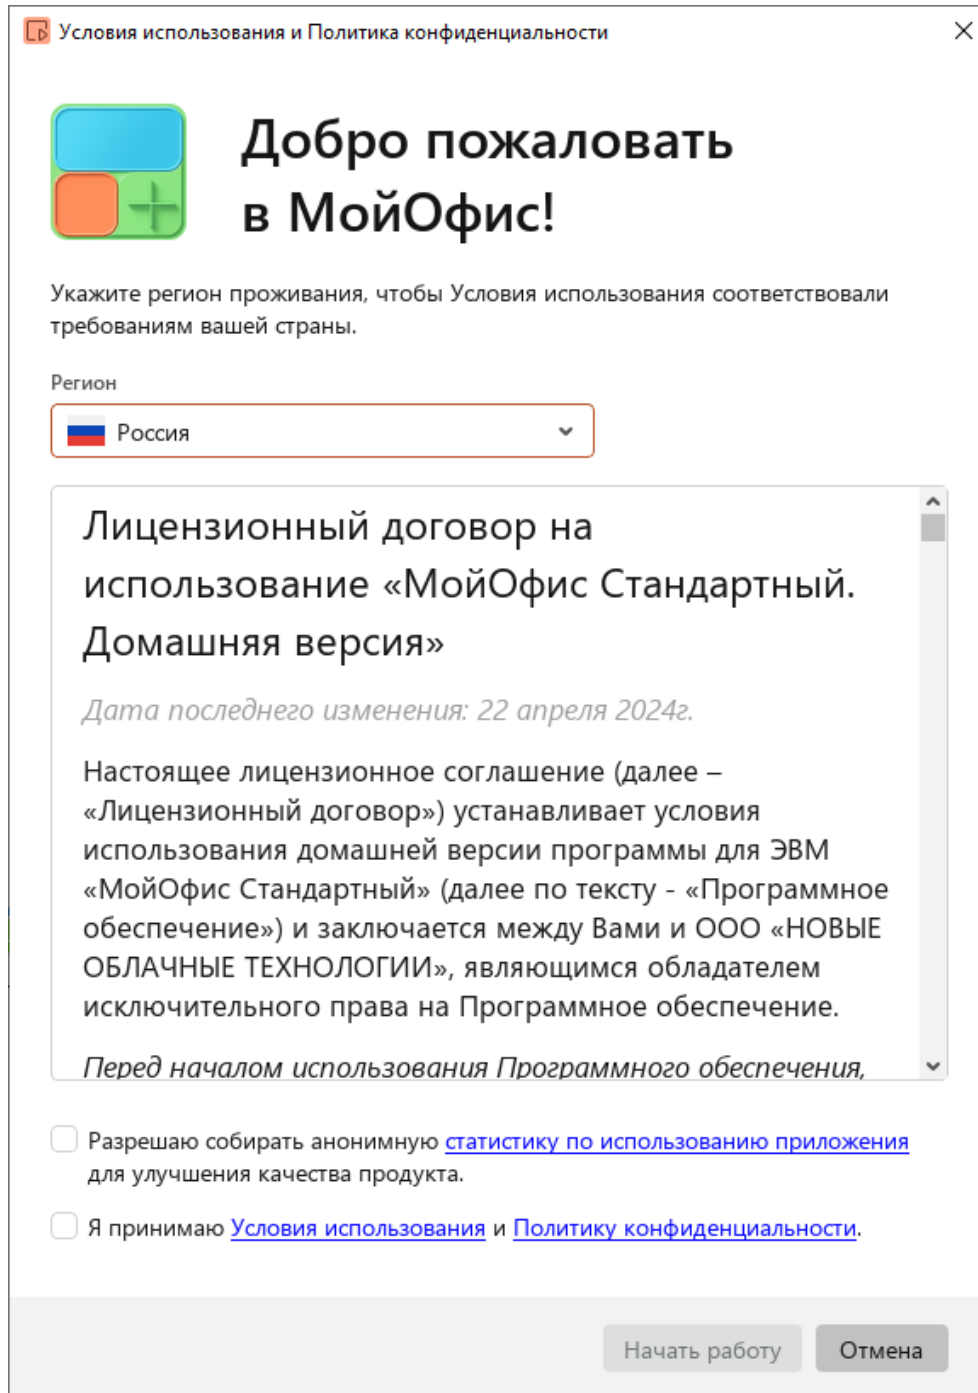 Условия использования и Политика конфиденциальности
Добро пожаловать
в МойОфис!
Укажите регион проживания, чтобы Условия использования соответствовали
требованиям вашей страны.
Регион
Россия
Лицензионный договор на
использование «МойОфис Стандартный.
Домашняя версия»
Дата последнего изменения: 22 апреля 2024г.
Настоящее лицензионное соглашение (далее –
«Лицензионный договор») устанавливает условия
использования домашней версии программы для ЭВМ
«МойОфис Стандартный» (далее по тексту - «Программное
обеспечение») и заключается между Вами и ООО «НОВЫЕ
ОБЛАЧНЫЕ ТЕХНОЛОГИИ», являющимся обладателем
исключительного права на Программное обеспечение.
Перед началом использования Программного обеспечения,
Разрешаю собирать анонимную статистику по использованию приложения
для улучшения качества продукта.
Я принимаю Условия использования и Политику конфиденциальности.
Начать работу
Отмена